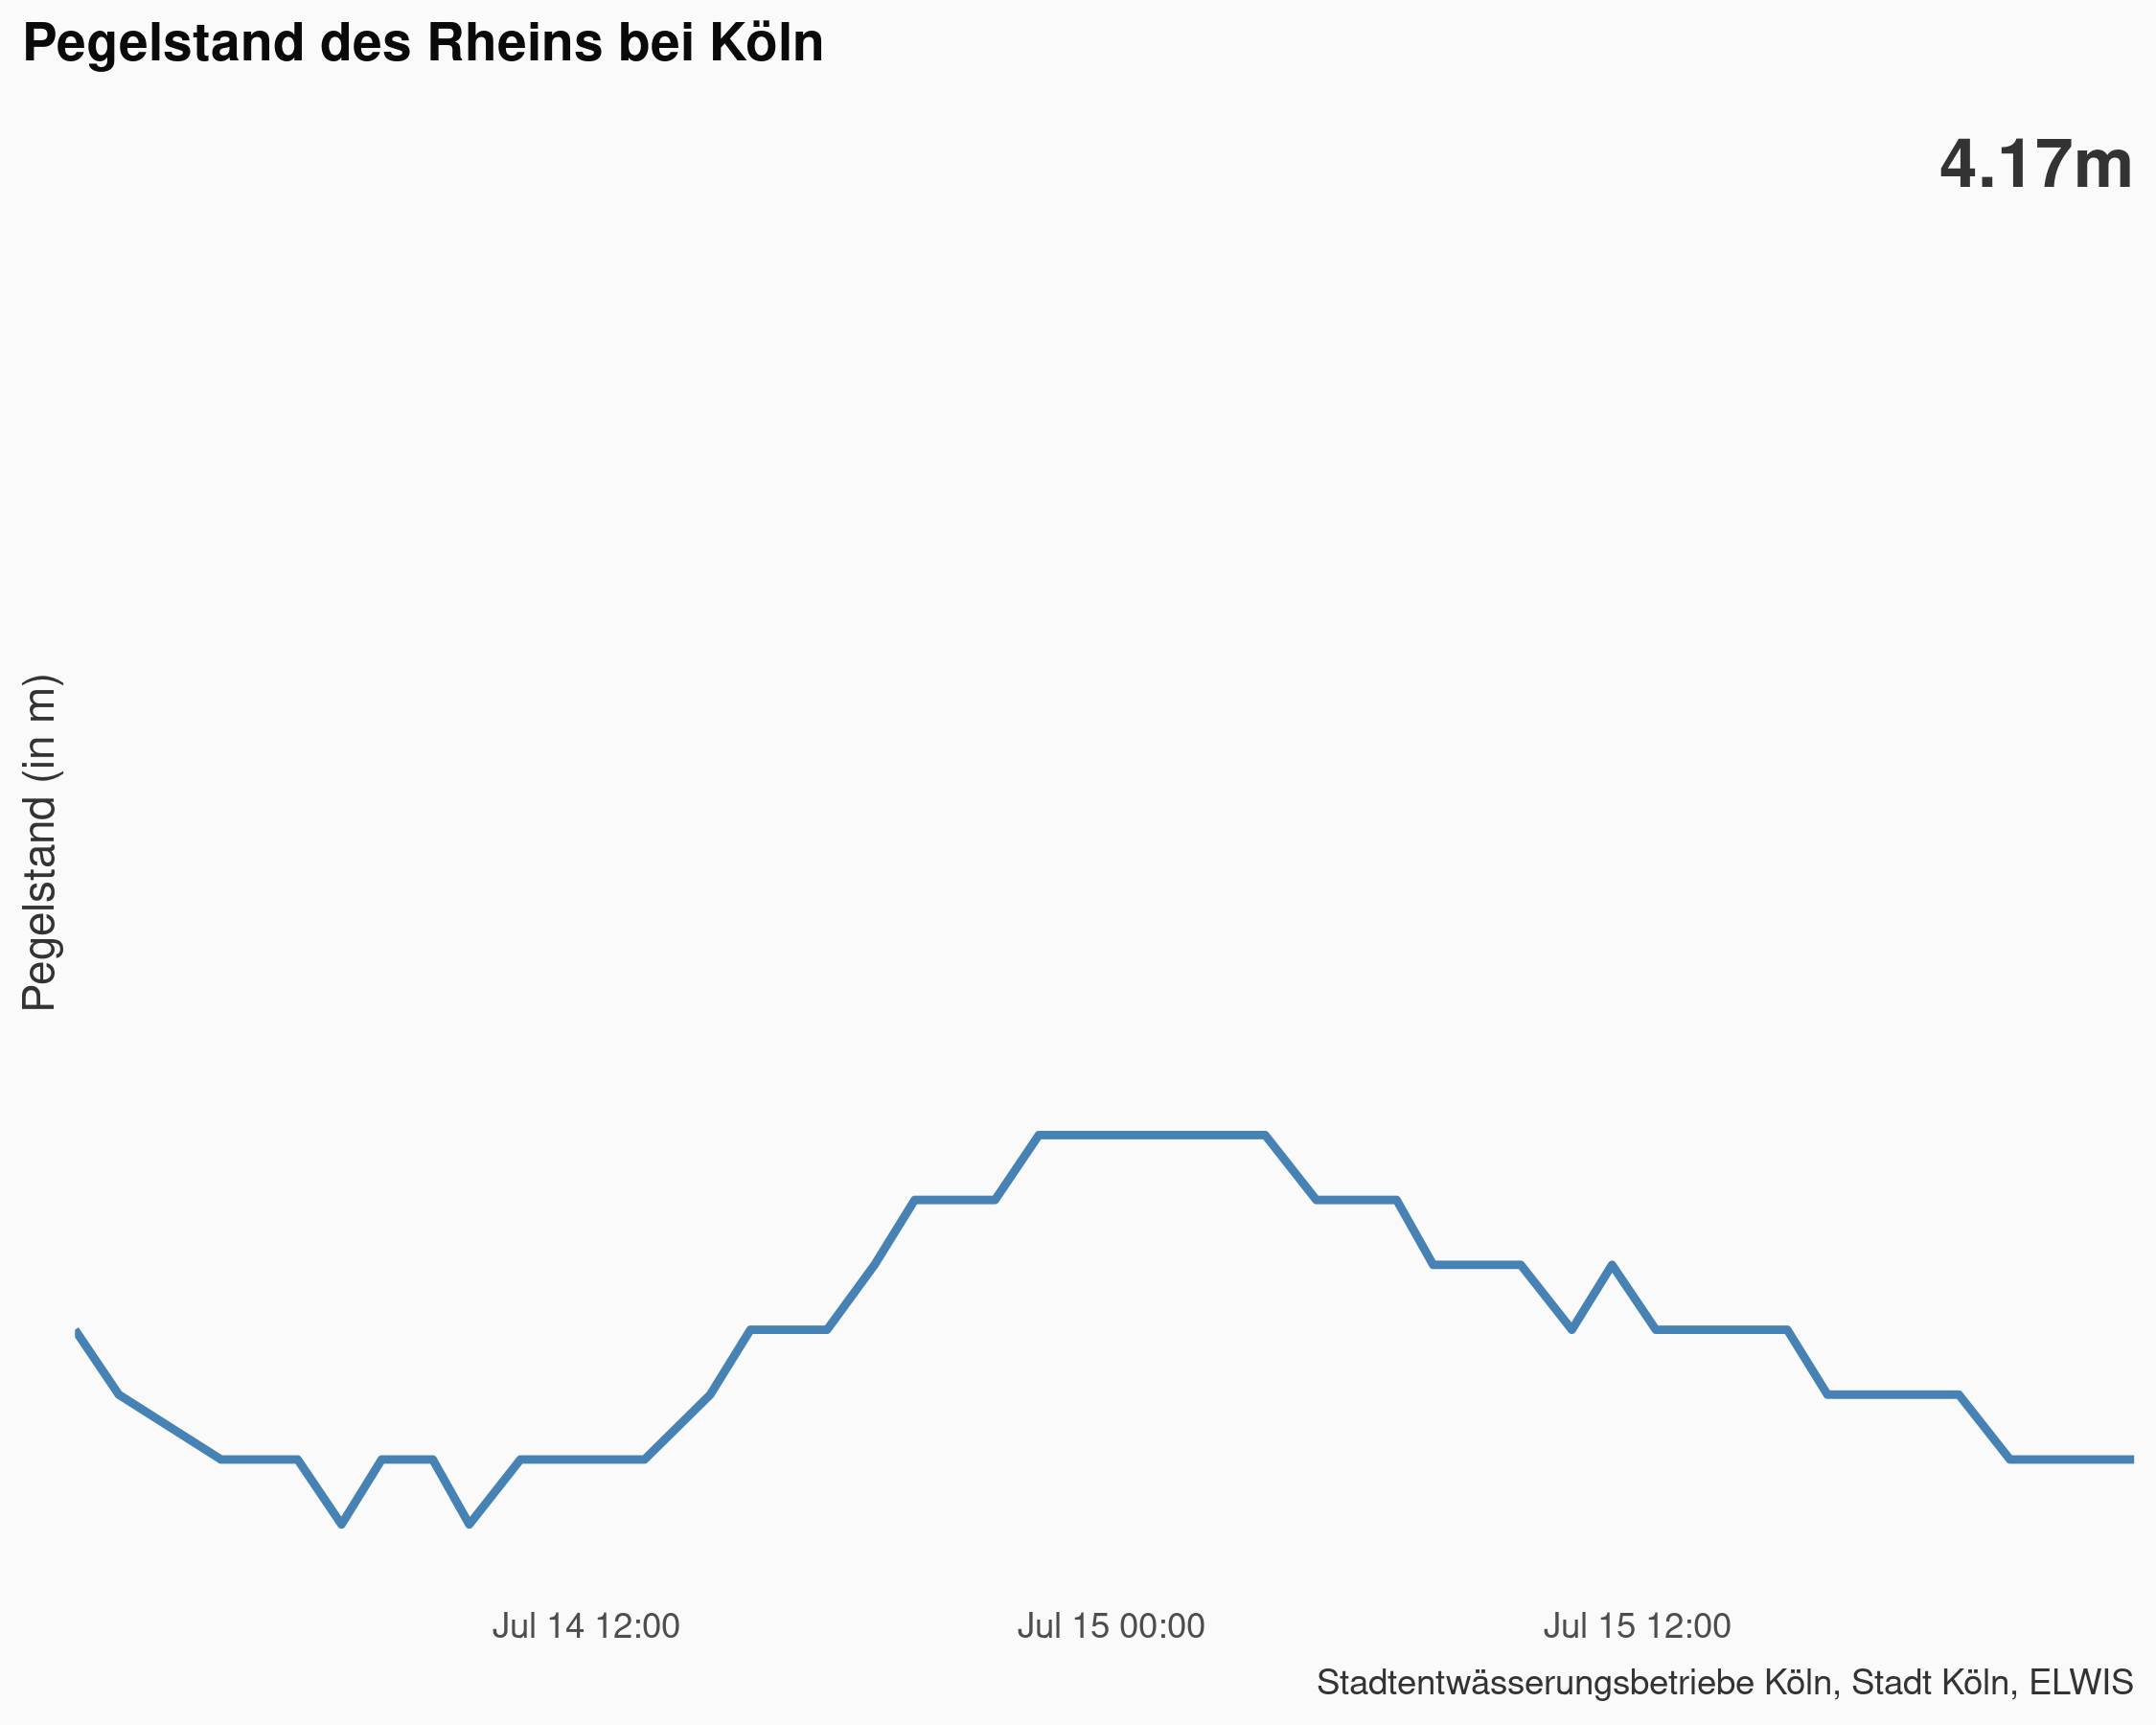 Pegelstand des Rheins bei Köln
4.17m
Pegelstand (in m)
Jul 14 12:00
Jul 15 00:00
Jul 15 12:00
Stadtentwässerungsbetriebe Köln, Stadt Köln, ELWIS